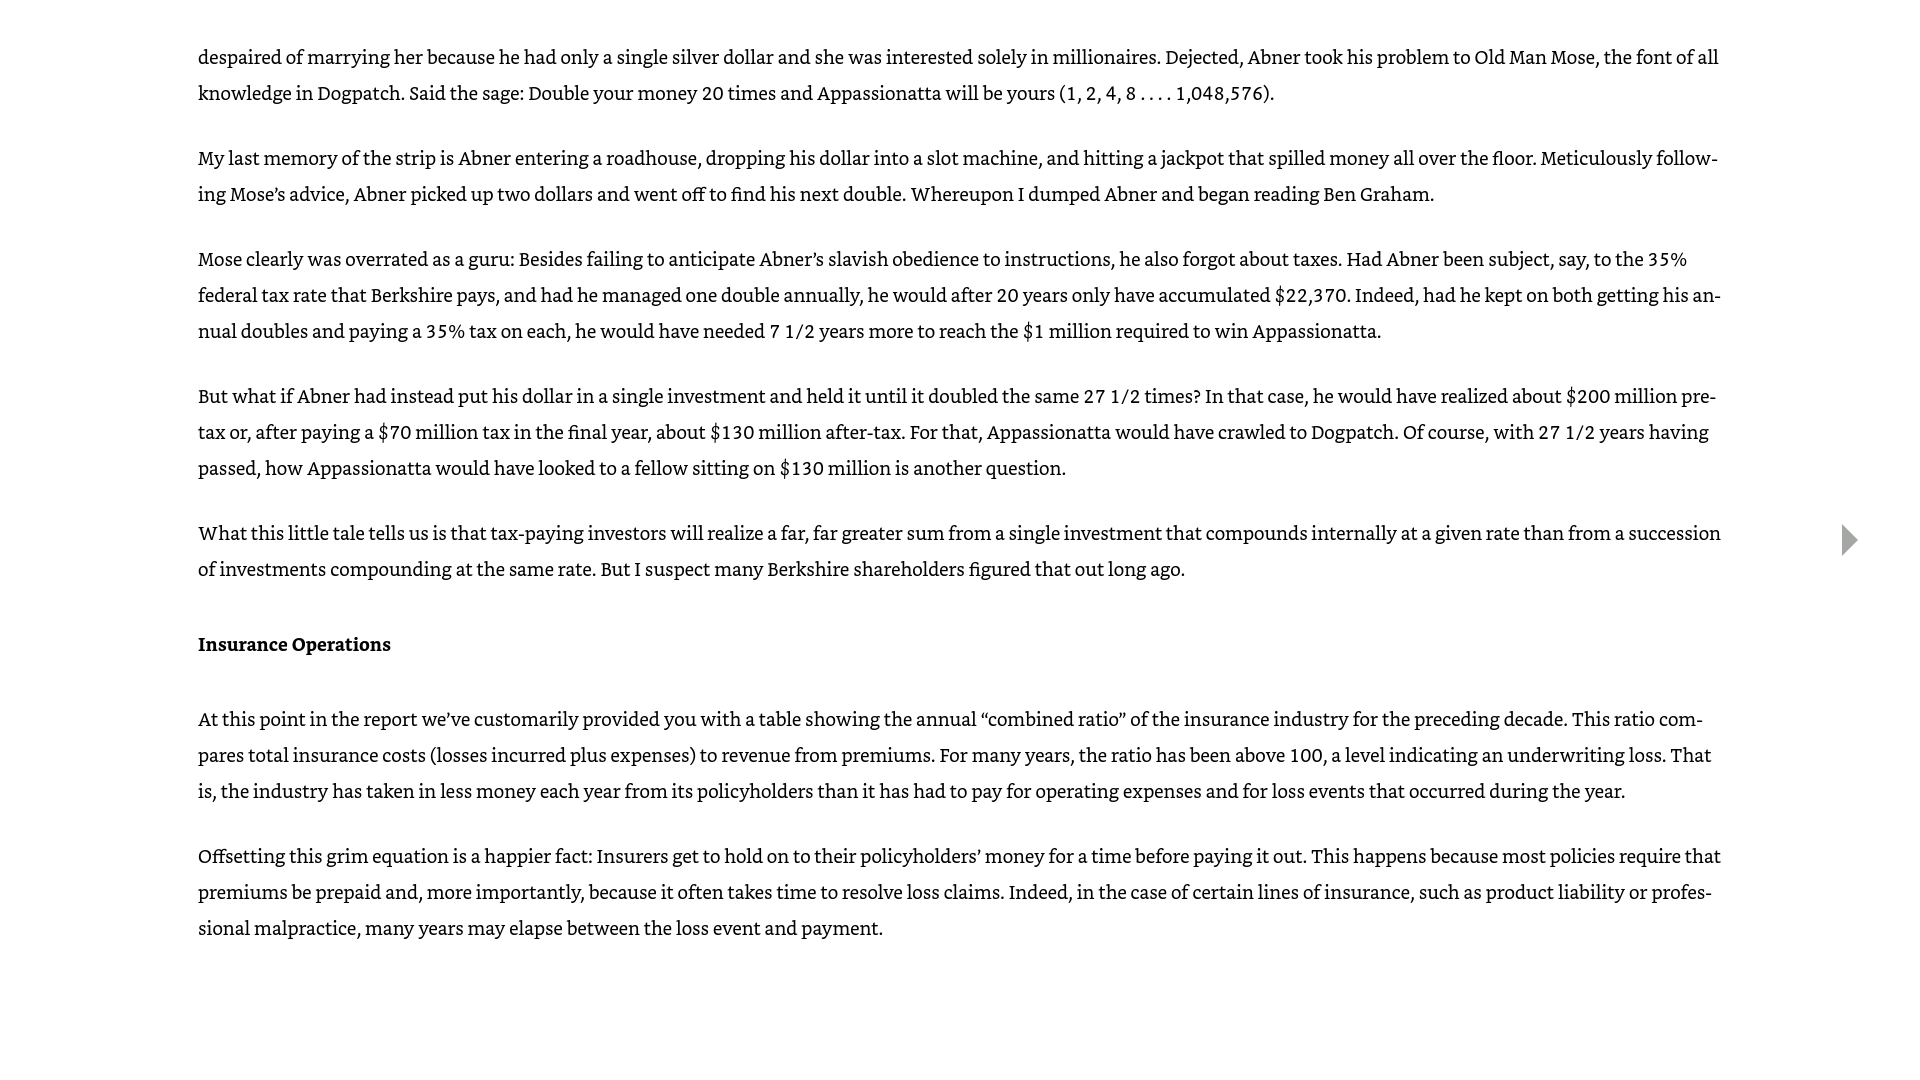 despaired of marrying her because he had only a single silver dollar and she was interested solely in millionaires. Dejected, Abner took his problem to Old Man Mose, the font of all
knowledge in Dogpatch. Said the sage: Double your money 20 times and Appassionatta will be yours (1, 2, 4, 8 . . . . 1,048,576).
My last memory of the strip is Abner entering a roadhouse, dropping his dollar into a slot machine, and hitting a jackpot that spilled money all over the floor. Meticulously follow-
ing Mose’s advice, Abner picked up two dollars and went off to find his next double. Whereupon I dumped Abner and began reading Ben Graham.
Mose clearly was overrated as a guru: Besides failing to anticipate Abner’s slavish obedience to instructions, he also forgot about taxes. Had Abner been subject, say, to the 35%
federal tax rate that Berkshire pays, and had he managed one double annually, he would after 20 years only have accumulated $22,370. Indeed, had he kept on both getting his an-
nual doubles and paying a 35% tax on each, he would have needed 7 1/2 years more to reach the $1 million required to win Appassionatta.
But what if Abner had instead put his dollar in a single investment and held it until it doubled the same 27 1/2 times? In that case, he would have realized about $200 million pre-
tax or, after paying a $70 million tax in the final year, about $130 million after-tax. For that, Appassionatta would have crawled to Dogpatch. Of course, with 27 1/2 years having
passed, how Appassionatta would have looked to a fellow sitting on $130 million is another question.
What this little tale tells us is that tax-paying investors will realize a far, far greater sum from a single investment that compounds internally at a given rate than from a succession
of investments compounding at the same rate. But I suspect many Berkshire shareholders figured that out long ago.
Insurance Operations
At this point in the report we’ve customarily provided you with a table showing the annual “combined ratio” of the insurance industry for the preceding decade. This ratio com-
pares total insurance costs (losses incurred plus expenses) to revenue from premiums. For many years, the ratio has been above 100, a level indicating an underwriting loss. That
is, the industry has taken in less money each year from its policyholders than it has had to pay for operating expenses and for loss events that occurred during the year.
Offsetting this grim equation is a happier fact: Insurers get to hold on to their policyholders’ money for a time before paying it out. This happens because most policies require that
premiums be prepaid and, more importantly, because it often takes time to resolve loss claims. Indeed, in the case of certain lines of insurance, such as product liability or profes-
sional malpractice, many years may elapse between the loss event and payment.